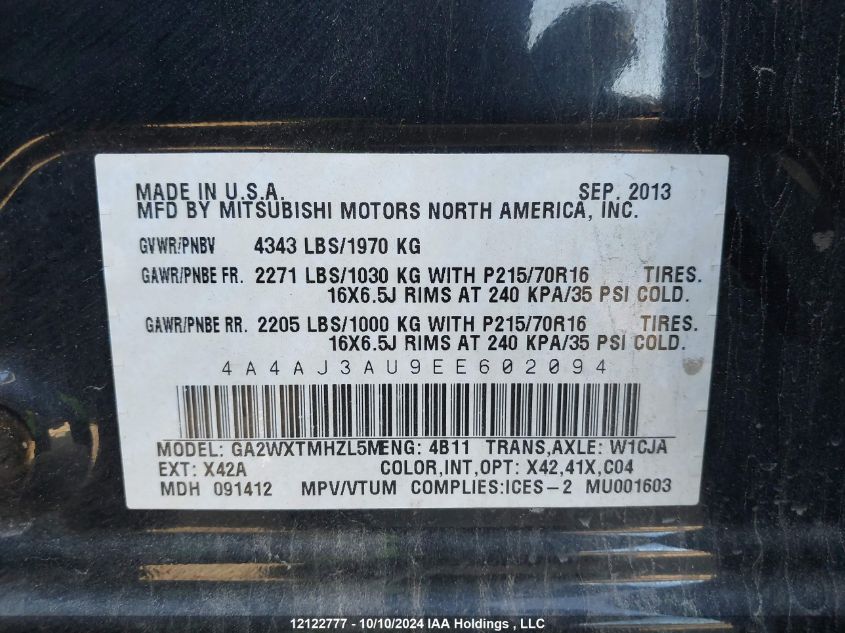 MADE IN U.S.A. SEP. 2013
MFD BY MITSUBISHI MOTORS NORTH AMERICA, INC.
GVWR/PNBV 4343 LBS/1970 KG
GAWR/PNBE FR. 2271 LBS/1030 KG WITH P215/70R16 TIRES.
16X6.5J RIMS AT 240 KPA/35 PSI COLD.
GAWR/PNBE RR. 2205 LBS/1000 KG WITH P215/70R16 TIRES.
16X6.5J RIMS AT 240 KPA/35 PSI COLD.
4A4AJ3AU9EE602094
MODEL: GA2WXTMHZL5M ENG: 4B11 TRANS,AXLE: W1CJA
EXT: X42A COLOR,INT,OPT: X42,41X,C04
MDH 091412 MPV/VTUM COMPLIES:ICES-2 MU001603
12122777 - 10/10/2024 IAA Holdings , LLC